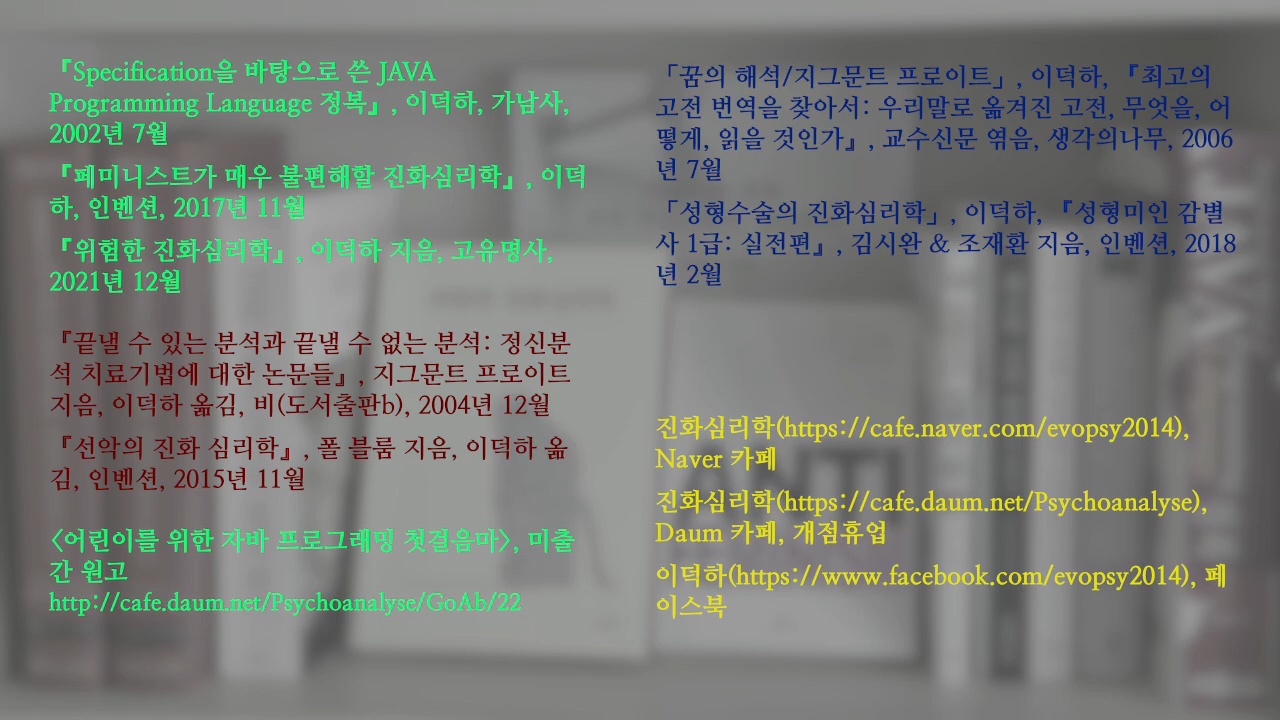 『Specification을 바탕으로 쓴 JAVA
Programming Language 정복』, 이덕하, 가남사,
2002년 7월
『페미니스트가 매우 불편해할 진화심리학』, 이덕
하, 인벤션, 2017년 11월
『위험한 진화심리학』, 이덕하 지음, 고유명사,
2021년 12월
『끝낼 수 있는 분석과 끝낼 수 없는 분석: 정신분
석 치료기법에 대한 논문들』, 지그문트 프로이트
지음, 이덕하 옮김, 비(도서출판b), 2004년 12월
『선악의 진화 심리학』, 폴 블룸 지음, 이덕하 옮
김, 인벤션, 2015년 11월
<어린이를 위한 자바 프로그래밍 첫걸음마>, 미출
간 원고
http://cafe.daum.net/Psychoanalyse/GoAb/22
「꿈의 해석/지그문트 프로이트」, 이덕하, 『최고의
고전 번역을 찾아서: 우리말로 옮겨진 고전, 무엇을, 어
떻게, 읽을 것인가』, 교수신문 엮음, 생각의나무, 2006
년 7월
「성형수술의 진화심리학」, 이덕하, 『성형미인 감별
사 1급: 실전편』, 김시완 & 조재환 지음, 인벤션, 2018
년 2월
진화심리학(https://cafe.naver.com/evopsy2014),
Naver 카페
진화심리학(https://cafe.daum.net/Psychoanalyse),
Daum 카페, 개점휴업
이덕하(https://www.facebook.com/evopsy2014), 페
이스북